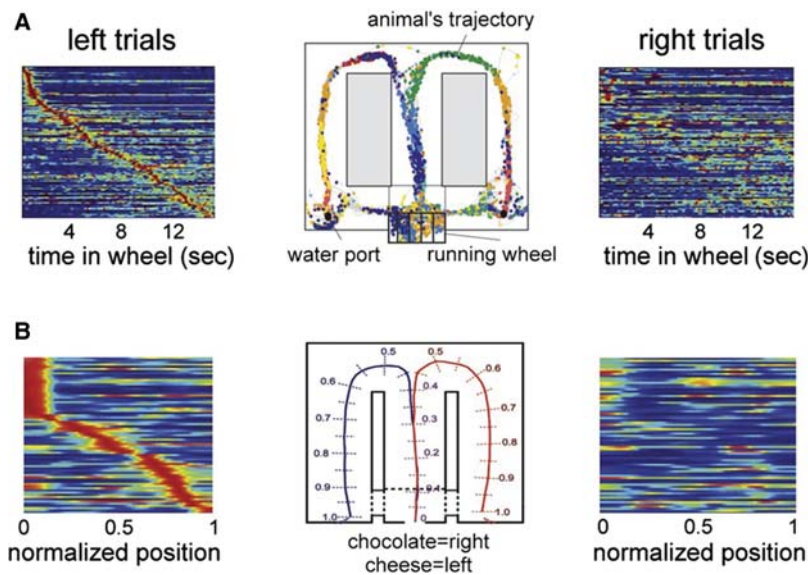 A
left trials
animal's trajectory
right trials
4 8 12
time in wheel (sec)
water port
running wheel
4 8 12
time in wheel (sec)
B
0 0.5 1
normalized position
0.5 0.5
0.6 0.4 0.6
0.7 0.3 0.7
0.8 0.2 0.8
0.9 0.1 0.9
1.0 0 1.0
chocolate=right
cheese=left
0 0.5 1
normalized position